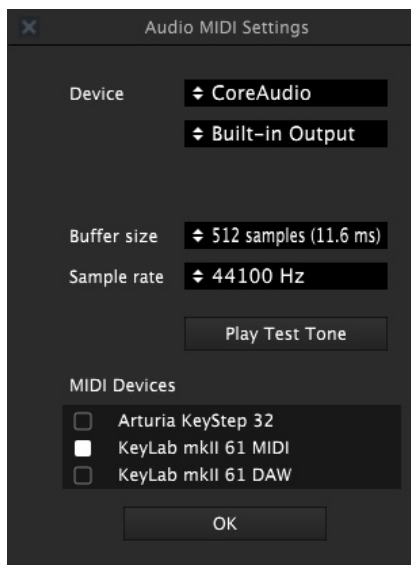 Audio MIDI Settings
Device
CoreAudio
Built-in Output
Buffer size
512 samples (11.6 ms)
Sample rate
44100 Hz
Play Test Tone
MIDI Devices
Arturia KeyStep 32
KeyLab mkII 61 MIDI
KeyLab mkII 61 DAW
OK